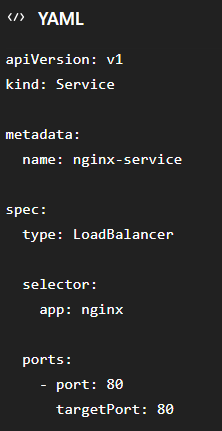 </> YAML
apiVersion: v1
kind: Service

metadata:
  name: nginx-service

spec:
  type: LoadBalancer

  selector:
    app: nginx

  ports:
    - port: 80
      targetPort: 80